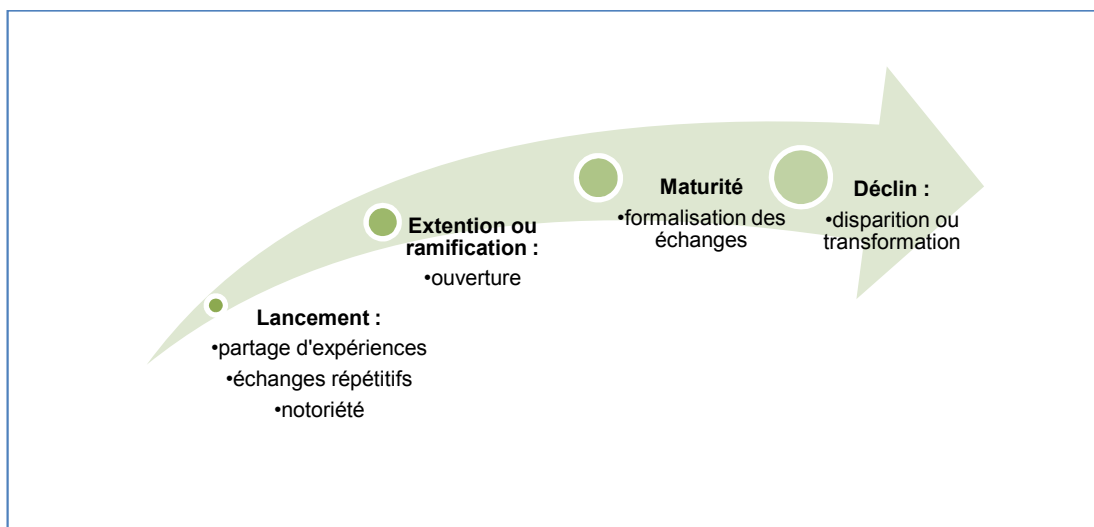 Lancement :
•partage d'expériences
•échanges répétitifs
•notoriété
Extention ou
ramification :
•ouverture
Maturité
•formalisation des
échanges
Déclin :
•disparition ou
transformation